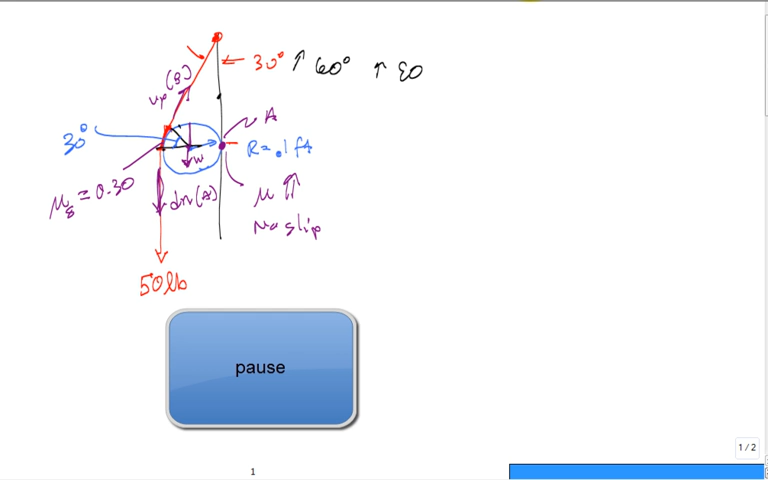 30° ↑ 60° ↑ 80
up(B)
A
30°
W
R = .1 ft
μs = 0.30
dn(A)
μ ⇈
No slip
50 lb
pause
1 / 2
1